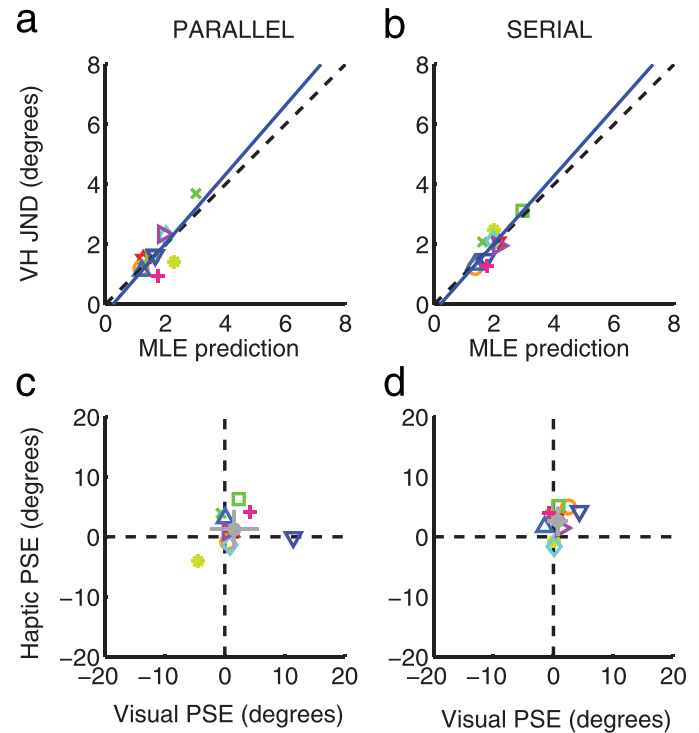 a PARALLEL
b SERIAL
VH JND (degrees)
8
6
4
2
0
0 2 4 6 8
MLE prediction
8
6
4
2
0
0 2 4 6 8
MLE prediction
c
Haptic PSE (degrees)
20
10
0
−10
−20
−20 −10 0 10 20
Visual PSE (degrees)
d
20
10
0
−10
−20
−20 −10 0 10 20
Visual PSE (degrees)